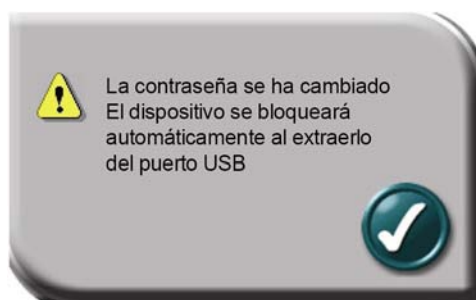 La contraseña se ha cambiado
El dispositivo se bloqueará
automáticamente al extraerlo
del puerto USB